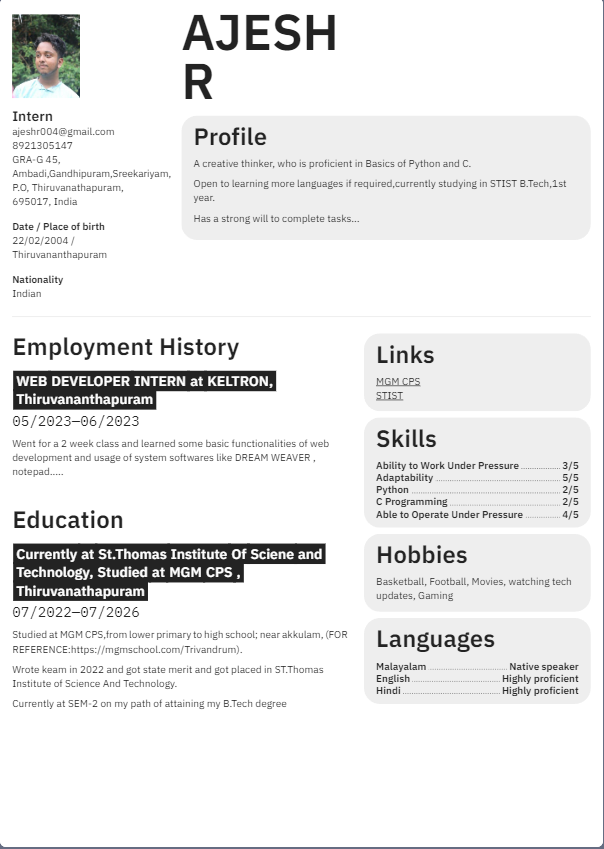 AJESH
R
Intern
ajeshr004@gmail.com
8921305147
GRA-G 45,
Ambadi,Gandhipuram,Sreekariyam,
P.O, Thiruvanathapuram,
695017, India
Date / Place of birth
22/02/2004 /
Thiruvanathapuram
Nationality
Indian
Profile
A creative thinker, who is proficient in Basics of Python and C.
Open to learning more languages if required,currently studying in STIST B.Tech,1st
year.
Has a strong will to complete tasks...
Employment History
WEB DEVELOPER INTERN at KELTRON,
Thiruvananthapuram
05/2023—06/2023
Went for a 2 week class and learned some basic functionalities of web
development and usage of system softwares like DREAM WEAVER ,
notepad.....
Education
Currently at St.Thomas Institute Of Sciene and
Technology, Studied at MGM CPS ,
Thiruvanathapuram
07/2022—07/2026
Studied at MGM CPS,from lower primary to high school; near akkulam, (FOR
REFERENCE:https://mgmschool.com/Trivandrum).
Wrote keam in 2022 and got state merit and got placed in ST.Thomas
Institute of Science And Technology.
Currently at SEM-2 on my path of attaining my B.Tech degree
Links
MGM CPS
STIST
Skills
Ability to Work Under Pressure 3/5
Adaptability 5/5
Python 2/5
C Programming 2/5
Able to Operate Under Pressure 4/5
Hobbies
Basketball, Football, Movies, watching tech
updates, Gaming
Languages
Malayalam Native speaker
English Highly proficient
Hindi Highly proficient